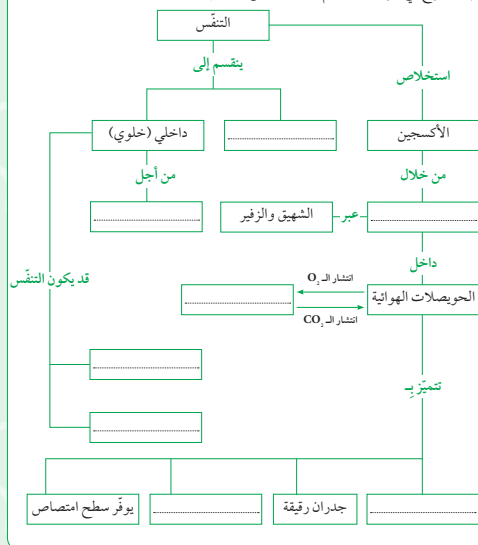 التنفّس
ينقسم إلى
استخلاص
الأكسجين
داخلي (خلوي)
من خلال
من أجل
عبر
الشهيق والزفير
داخل
قد يكون التنفّس
الحويصلات الهوائية
انتشار الـ O₂
انتشار الـ CO₂
تتميّز بِـ
جدران رقيقة
يوفّر سطح امتصاص